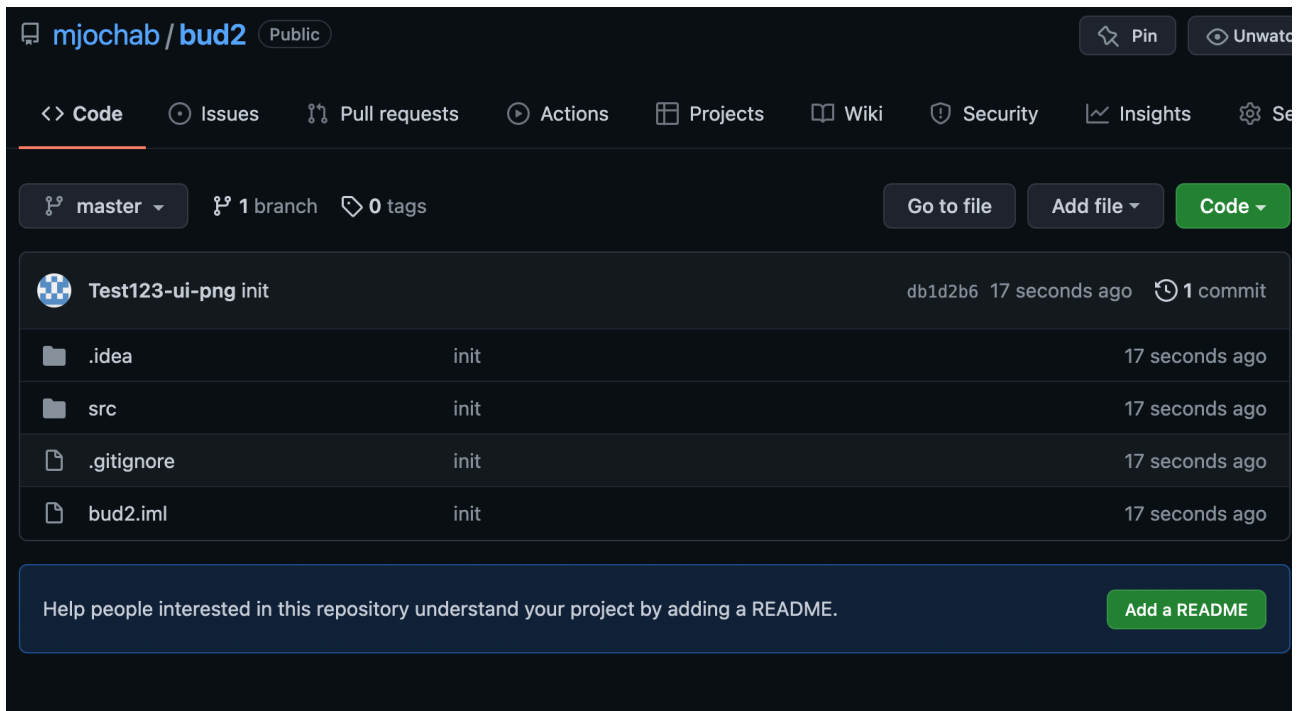 mjochab / bud2 Public Pin
<> Code Issues Pull requests Actions Projects Wiki Security Insights
master 1 branch 0 tags Go to file Add file Code
Test123-ui-png init db1d2b6 17 seconds ago 1 commit
.idea init 17 seconds ago
src init 17 seconds ago
.gitignore init 17 seconds ago
bud2.iml init 17 seconds ago
Help people interested in this repository understand your project by adding a README. Add a README